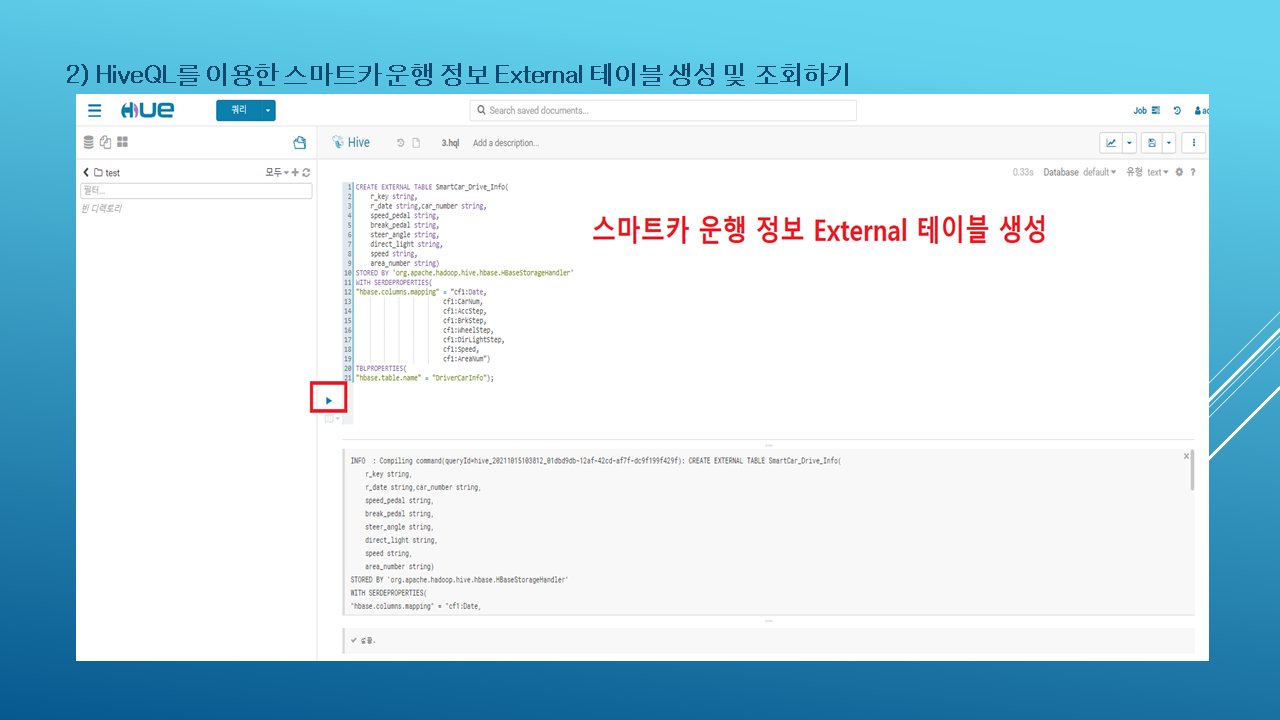 2) HiveQL를 이용한 스마트카 운행 정보 External 테이블 생성 및 조회하기
HUE 쿼리 Search saved documents... Job
Hive 3.hql Add a description...
test 모두
필터...
빈 디렉토리
0.33s Database default 유형 text ?
1 CREATE EXTERNAL TABLE SmartCar_Drive_Info(
2 r_key string,
3 r_date string,car_number string,
4 speed_pedal string,
5 break_pedal string,
6 steer_angle string,
7 direct_light string,
8 speed string,
9 area_number string)
10 STORED BY 'org.apache.hadoop.hive.hbase.HBaseStorageHandler'
11 WITH SERDEPROPERTIES(
12 "hbase.columns.mapping" = "cf1:Date,
13 cf1:CarNum,
14 cf1:AccStep,
15 cf1:BrkStep,
16 cf1:WheelStep,
17 cf1:DirLightStep,
18 cf1:Speed,
19 cf1:AreaNum")
20 TBLPROPERTIES(
21 "hbase.table.name" = "DriverCarInfo");
스마트카 운행 정보 External 테이블 생성
INFO : Compiling command(queryId=hive_20211015103812_01dbd9db-12af-42cd-af7f-dc9f199f429f): CREATE EXTERNAL TABLE SmartCar_Drive_Info(
r_key string,
r_date string,car_number string,
speed_pedal string,
break_pedal string,
steer_angle string,
direct_light string,
speed string,
area_number string)
STORED BY 'org.apache.hadoop.hive.hbase.HBaseStorageHandler'
WITH SERDEPROPERTIES(
"hbase.columns.mapping" = "cf1:Date,